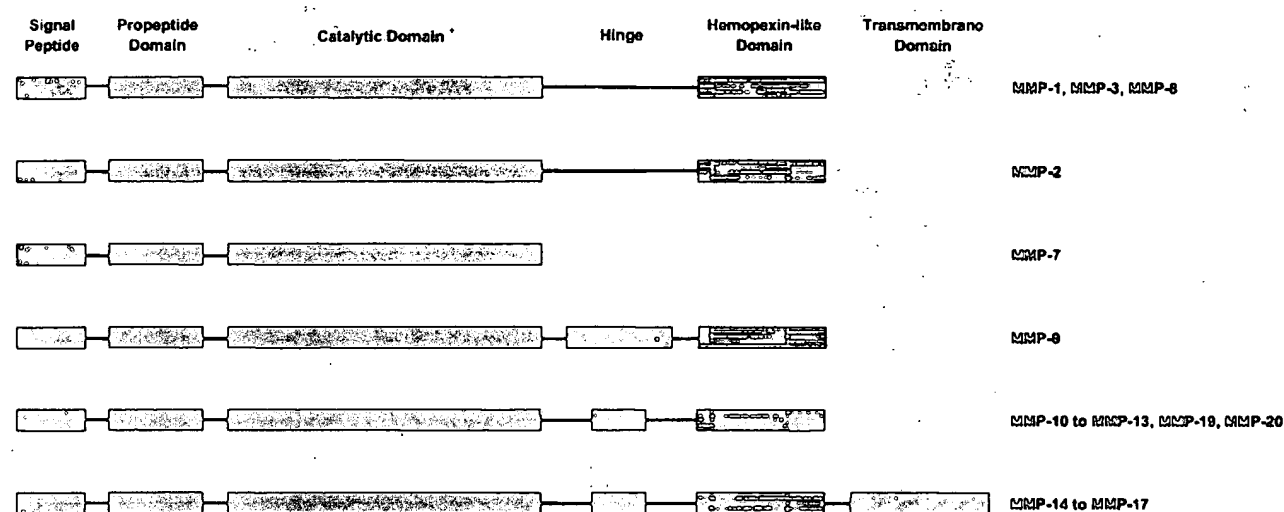 Signal Peptide
Propeptide Domain
Catalytic Domain
Hinge
Hemopexin-like Domain
Transmembrano Domain
MMP-1, MMP-3, MMP-8
MMP-2
MMP-7
MMP-9
MMP-10 to MMP-13, MMP-19, MMP-20
MMP-14 to MMP-17